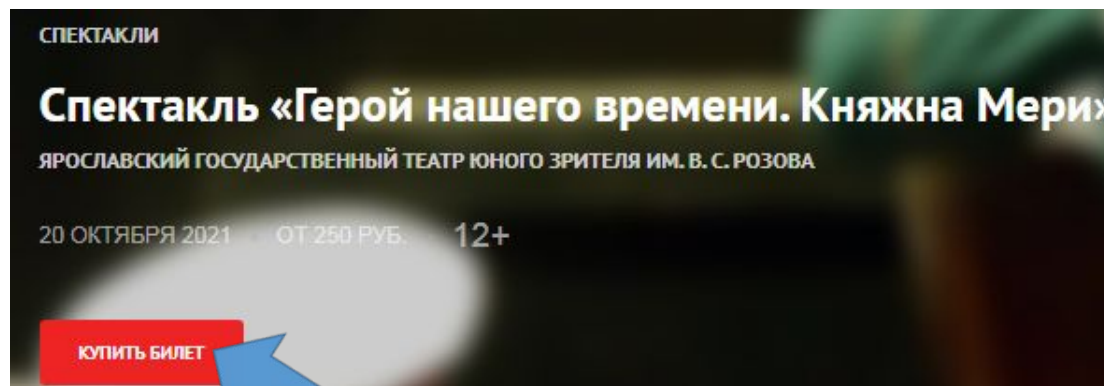 СПЕКТАКЛИ
Спектакль «Герой нашего времени. Княжна Мери»
ЯРОСЛАВСКИЙ ГОСУДАРСТВЕННЫЙ ТЕАТР ЮНОГО ЗРИТЕЛЯ ИМ. В. С. РОЗОВА
20 ОКТЯБРЯ 2021 ОТ 250 РУБ. 12+
КУПИТЬ БИЛЕТ